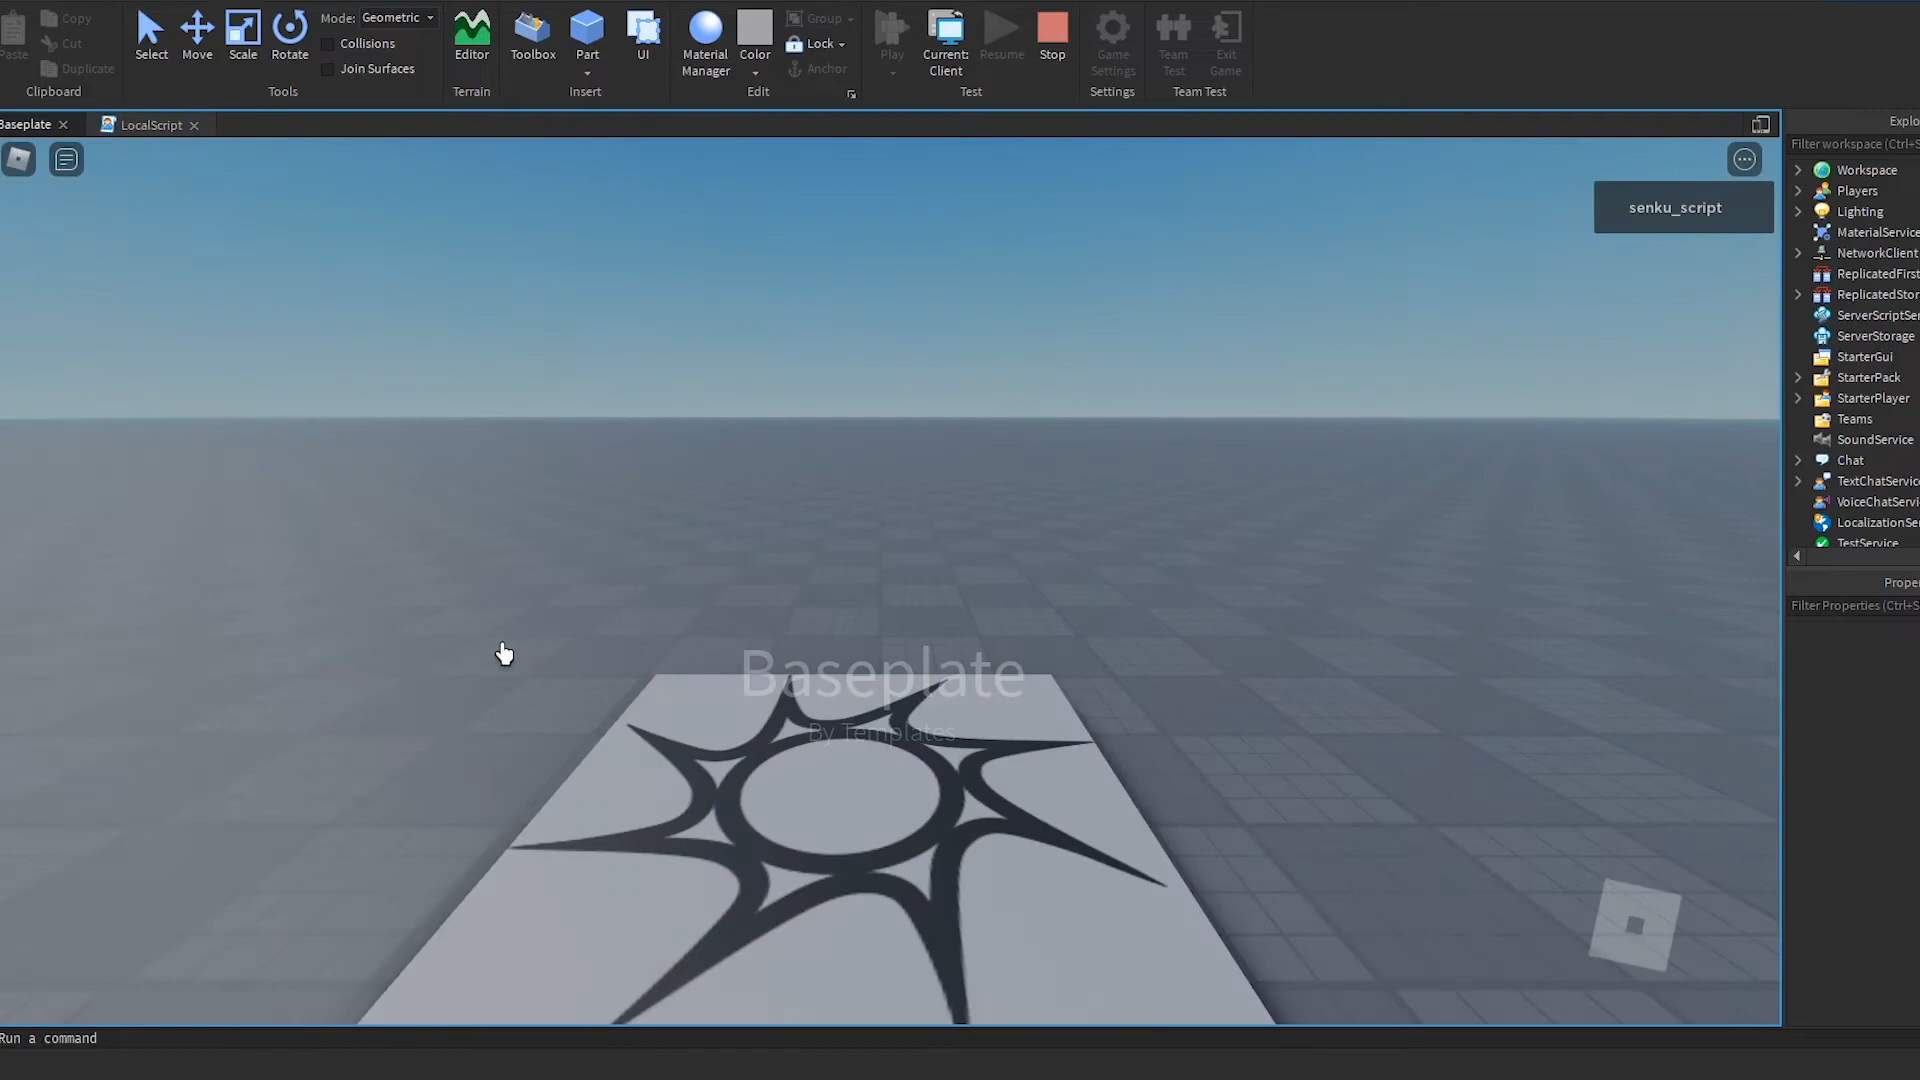 Paste
Copy
Cut
Duplicate
Clipboard
Select
Move
Scale
Rotate
Mode: Geometric
Collisions
Join Surfaces
Tools
Editor
Terrain
Toolbox
Part
UI
Insert
Material
Manager
Color
Group
Lock
Anchor
Edit
Play
Current:
Client
Resume
Stop
Test
Game
Settings
Settings
Team
Test
Exit
Game
Team Test
Baseplate
LocalScript
senku_script
Baseplate
By Templates
Explo
Filter workspace (Ctrl+S
Workspace
Players
Lighting
MaterialService
NetworkClient
ReplicatedFirst
ReplicatedStor
ServerScriptSer
ServerStorage
StarterGui
StarterPack
StarterPlayer
Teams
SoundService
Chat
TextChatService
VoiceChatServi
LocalizationSer
TestService
Proper
Filter Properties (Ctrl+S
Run a command